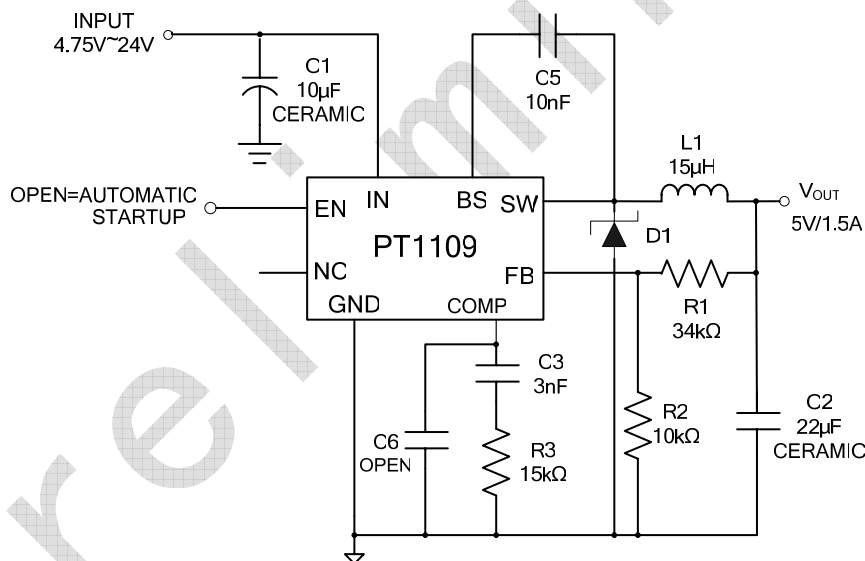 INPUT
4.75V~24V
C1
10µF
CERAMIC
C5
10nF
L1
15µH
OPEN=AUTOMATIC
STARTUP
EN
IN
BS
SW
VOUT
5V/1.5A
PT1109
D1
NC
FB
GND
COMP
R1
34kΩ
C3
3nF
C6
OPEN
R3
15kΩ
R2
10kΩ
C2
22µF
CERAMIC
r e l i m i